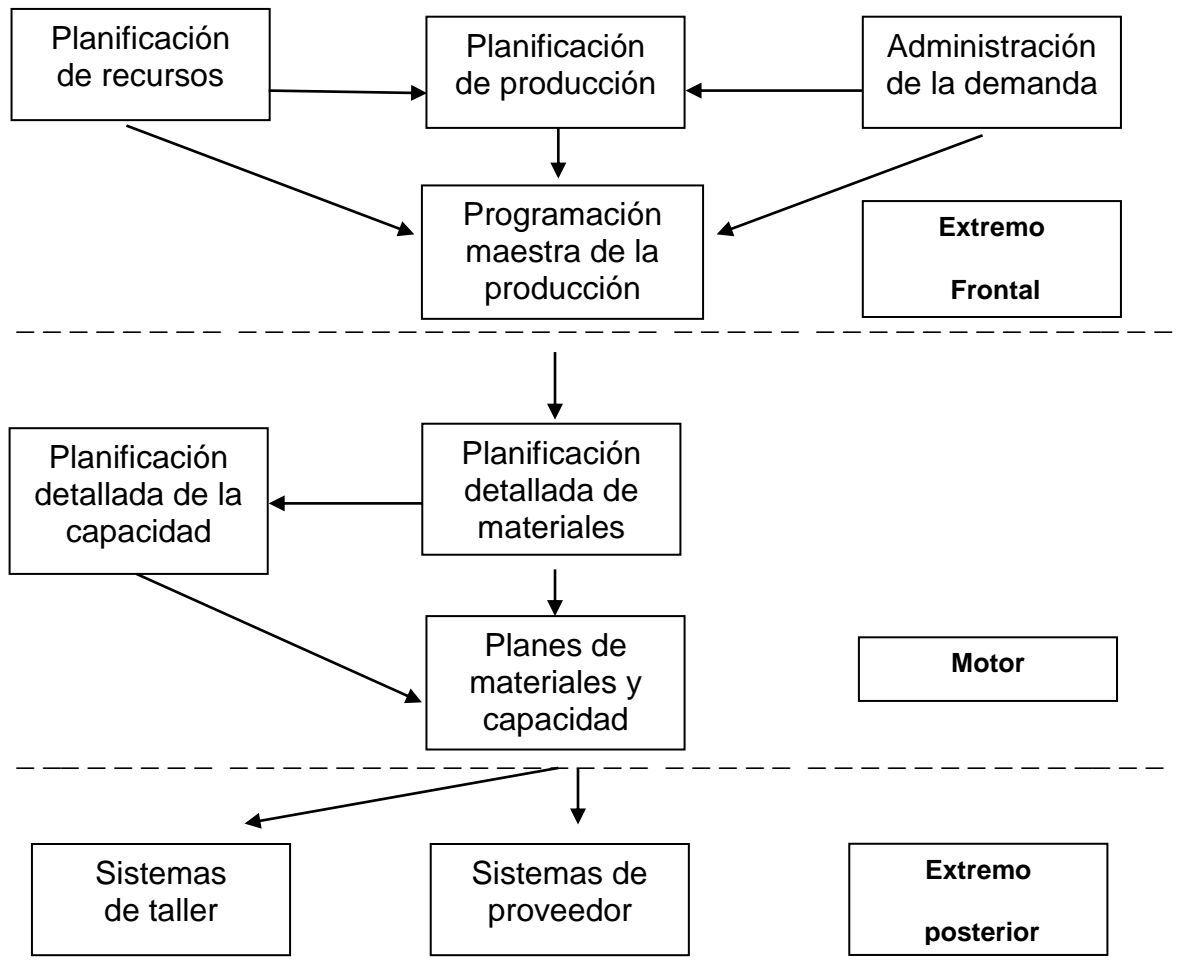 Planificación
de recursos
Planificación
de producción
Administración
de la demanda
Programación
maestra de la
producción
Extremo
Frontal
Planificación
detallada de la
capacidad
Planificación
detallada de
materiales
Planes de
materiales y
capacidad
Motor
Sistemas
de taller
Sistemas de
proveedor
Extremo
posterior